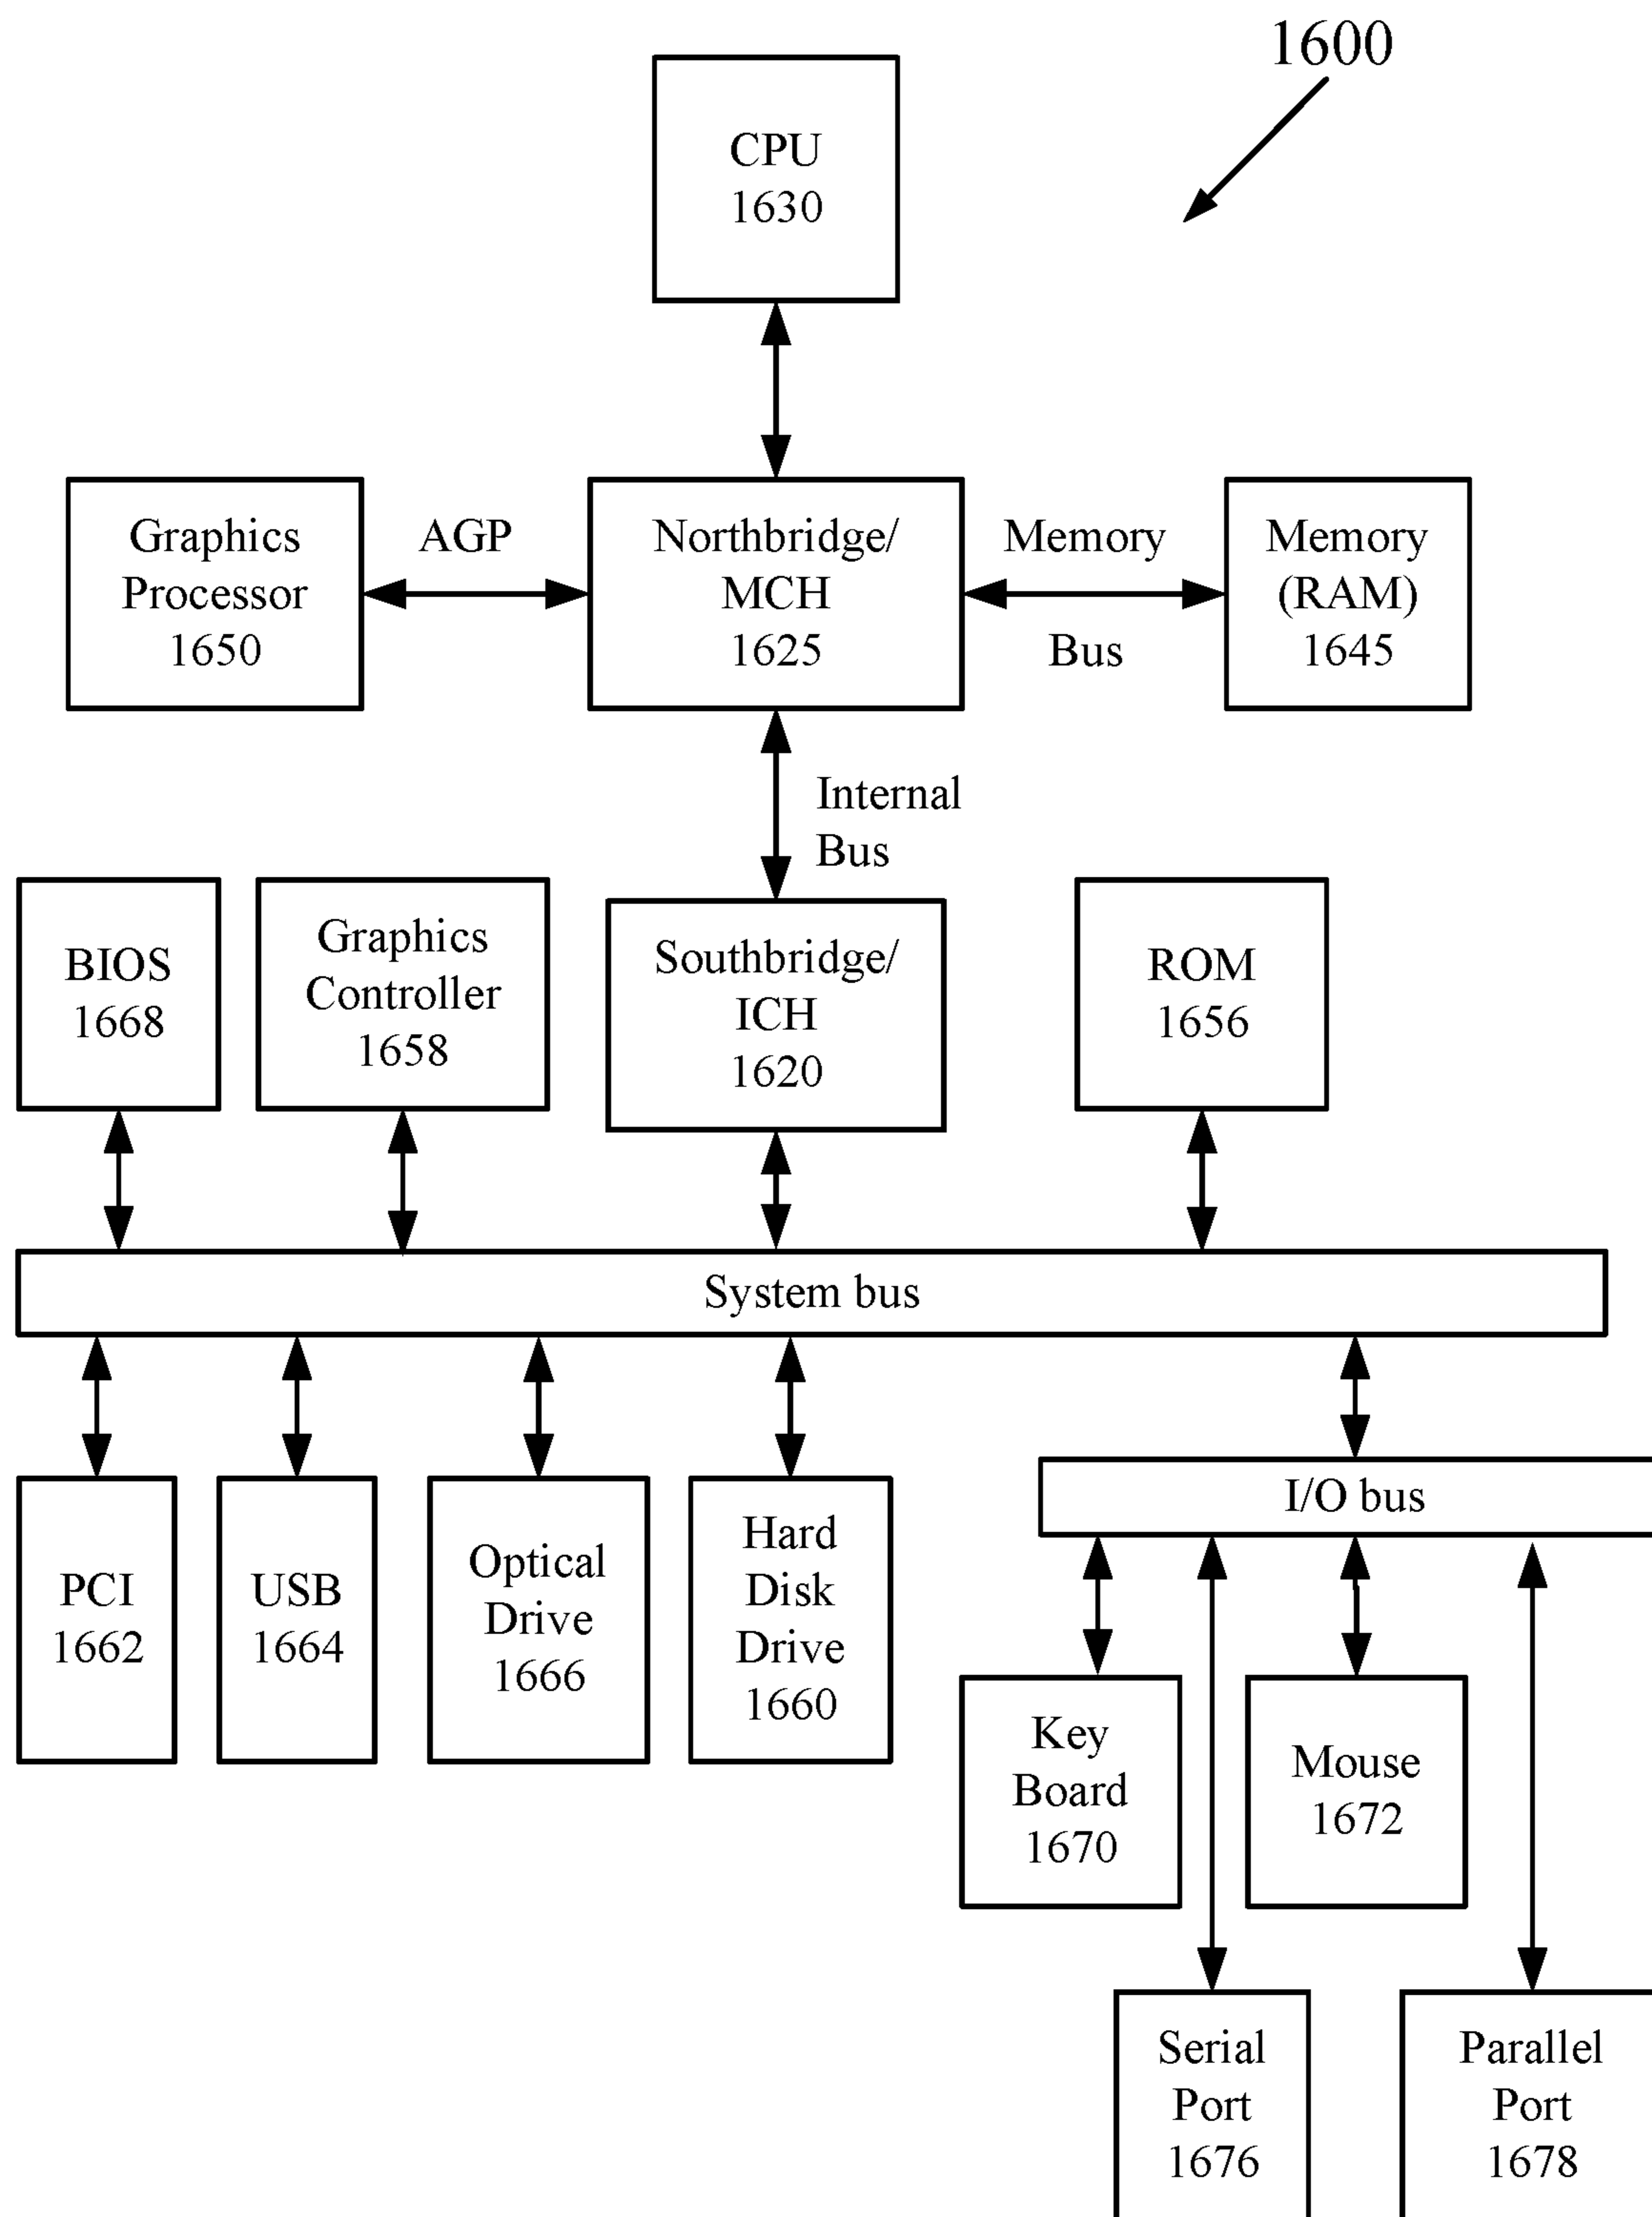 1600
CPU
1630
Graphics
Processor
1650
AGP
Northbridge/
MCH
1625
Memory
Bus
Memory
(RAM)
1645
Internal
Bus
BIOS
1668
Graphics
Controller
1658
Southbridge/
ICH
1620
ROM
1656
System bus
I/O bus
PCI
1662
USB
1664
Optical
Drive
1666
Hard
Disk
Drive
1660
Key
Board
1670
Mouse
1672
Serial
Port
1676
Parallel
Port
1678